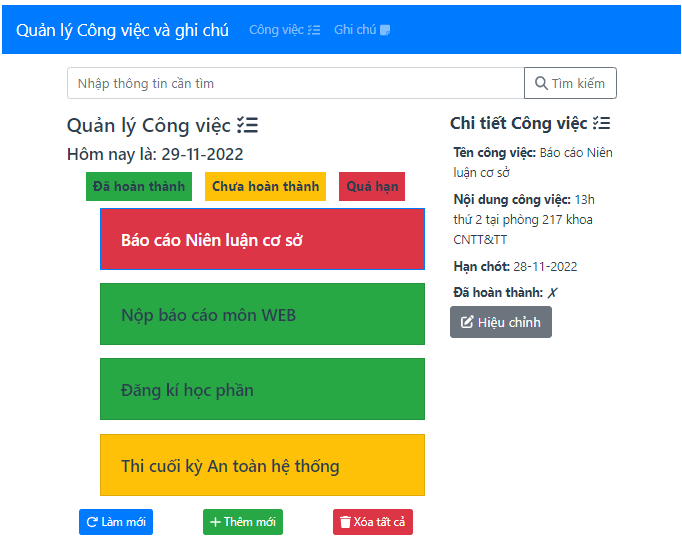 Quản lý Công việc và ghi chú Công việc Ghi chú
Nhập thông tin cần tìm Tìm kiếm
Quản lý Công việc
Hôm nay là: 29-11-2022
Đã hoàn thành Chưa hoàn thành Quá hạn
Báo cáo Niên luận cơ sở
Nộp báo cáo môn WEB
Đăng kí học phần
Thi cuối kỳ An toàn hệ thống
Làm mới Thêm mới Xóa tất cả
Chi tiết Công việc
Tên công việc: Báo cáo Niên
luận cơ sở
Nội dung công việc: 13h
thứ 2 tại phòng 217 khoa
CNTT&TT
Hạn chót: 28-11-2022
Đã hoàn thành: ✗
Hiệu chỉnh